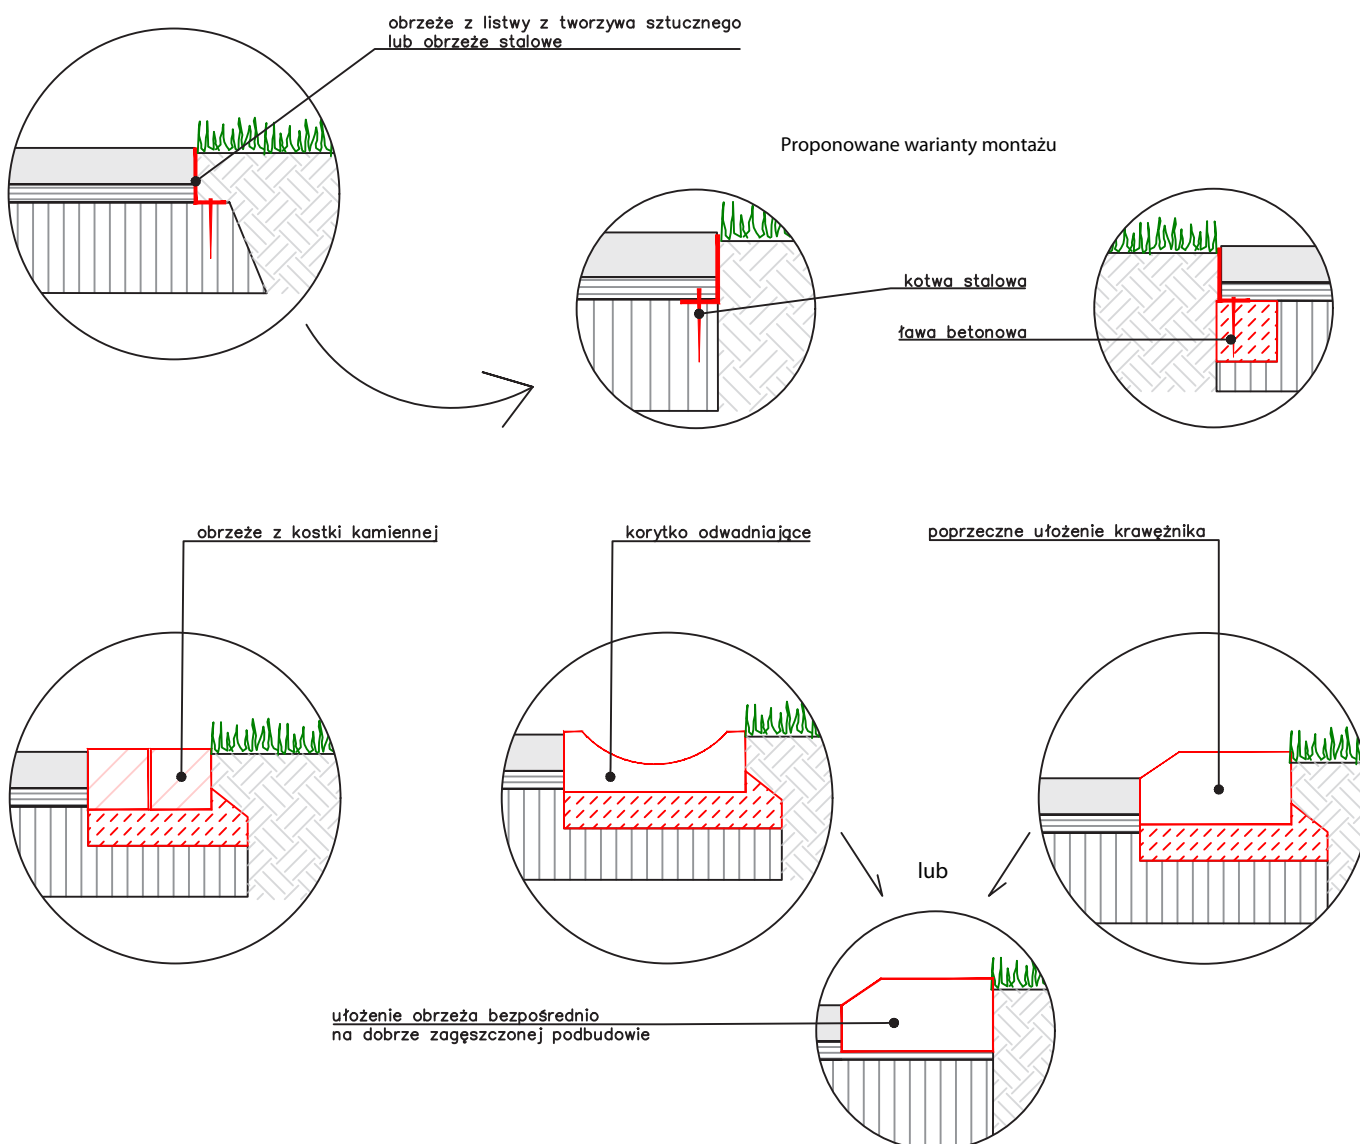 obrzeże z listwy z tworzywa sztucznego
lub obrzeże stalowe
Proponowane warianty montażu
kotwa stalowa
ława betonowa
obrzeże z kostki kamiennej
korytko odwadniające
poprzeczne ułożenie krawężnika
lub
ułożenie obrzeża bezpośrednio
na dobrze zagęszczonej podbudowie